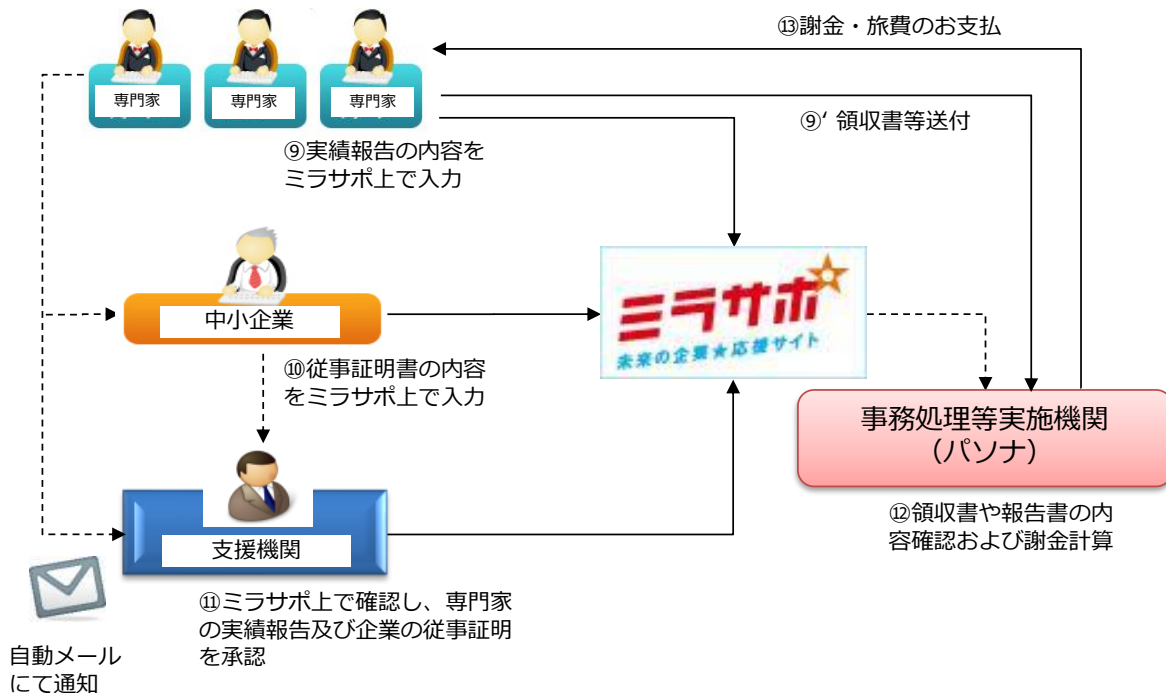 ⑬謝金・旅費のお支払
専門家
専門家
専門家
⑨‘ 領収書等送付
⑨実績報告の内容を
ミラサポ上で入力
中小企業
ミラサポ
未来の企業★応援サイト
⑩従事証明書の内容
をミラサポ上で入力
事務処理等実施機関
（パソナ）
支援機関
⑫領収書や報告書の内
容確認および謝金計算
⑪ミラサポ上で確認し、専門家
の実績報告及び企業の従事証明
を承認
自動メール
にて通知